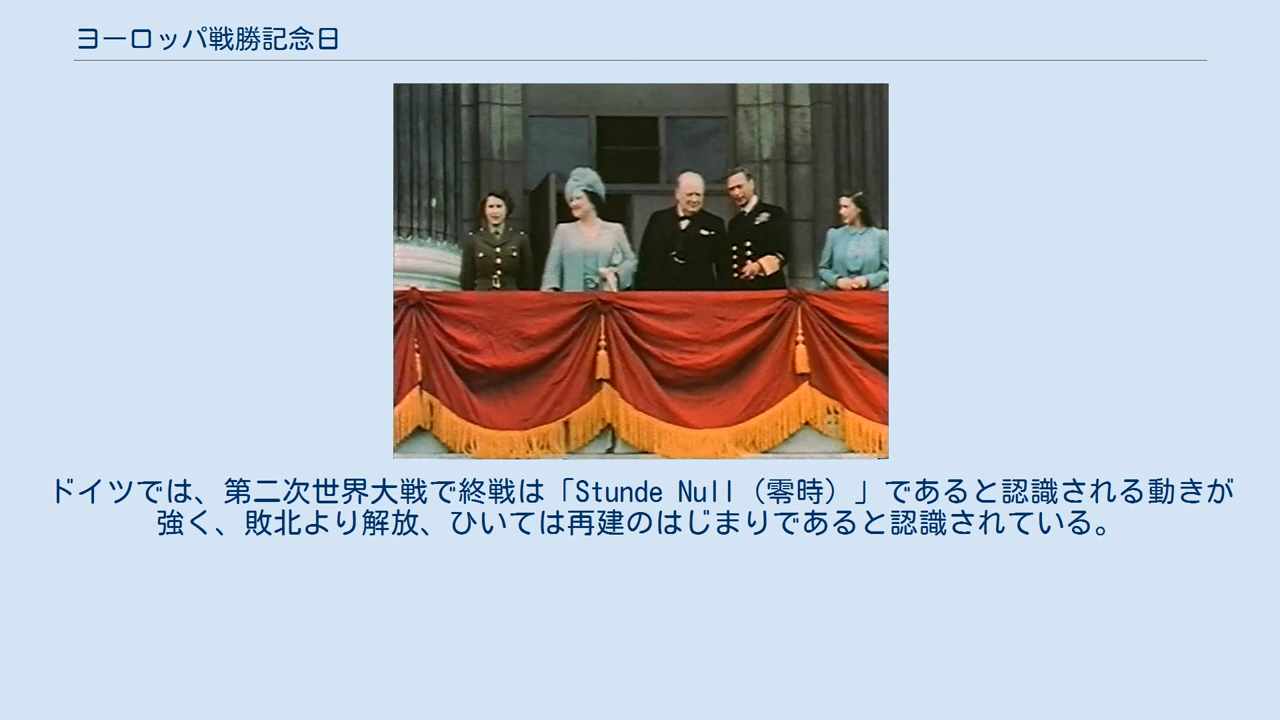 ヨーロッパ戦勝記念日
ドイツでは、第二次世界大戦で終戦は「Stunde Null（零時）」であると認識される動きが
強く、敗北より解放、ひいては再建のはじまりであると認識されている。